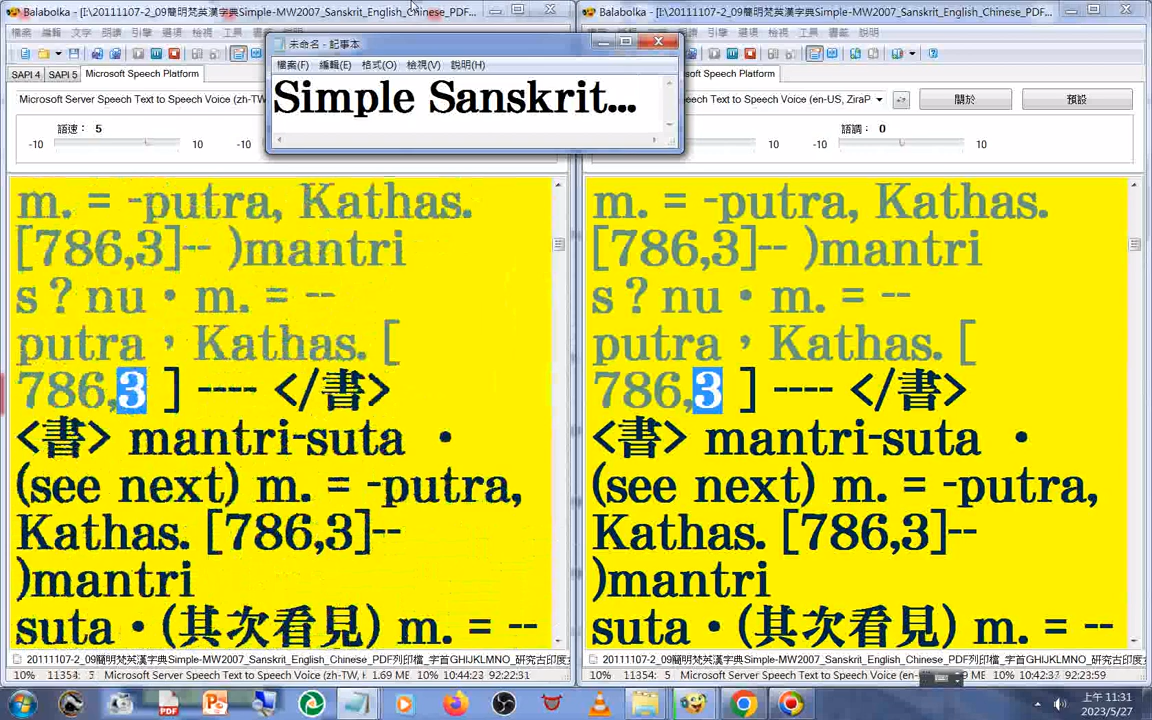 Balabolka - [I:\20111107-2_09簡明梵英漢字典Simple-MW2007_Sanskrit_English_Chinese_PDF...
Balabolka - [I:\20111107-2_09簡明梵英漢字典Simple-MW2007_Sanskrit_English_Chinese_PDF...
未命名 - 記事本
檔案(F) 編輯(E) 格式(O) 檢視(V) 說明(H)
Simple Sanskrit...
SAPI 4 SAPI 5 Microsoft Speech Platform
Speech Platform
Microsoft Server Speech Text to Speech Voice (zh-TW
eech Text to Speech Voice (en-US, ZiraP
關於
預設
語速： 5
語調： 0
-10 10 -10
10 -10 10
m. = -putra, Kathas.
[786,3]-- )mantri
s？nu・m. = --
putra，Kathas. [
786,3 ] ---- </書>
<書> mantri-suta ・
(see next) m. = -putra,
Kathas. [786,3]--
)mantri
suta・(其次看見) m. = --
m. = -putra, Kathas.
[786,3]-- )mantri
s？nu・m. = --
putra，Kathas. [
786,3 ] ---- </書>
<書> mantri-suta ・
(see next) m. = -putra,
Kathas. [786,3]--
)mantri
suta・(其次看見) m. = --
20111107-2_09簡明梵英漢字典Simple-MW2007_Sanskrit_English_Chinese_PDF列印檔_字首GHIJKLMNO_研究古印度
20111107-2_09簡明梵英漢字典Simple-MW2007_Sanskrit_English_Chinese_PDF列印檔_字首GHIJKLMNO_研究古印度
10% 11354: 5 Microsoft Server Speech Text to Speech Voice (zh-TW, H 1.69 ME 10% 10:44:23 92:22:31
10% 11354: 5 Microsoft Server Speech Text to Speech Voice 10% 10:42:37 92:23:59
上午 11:31
2023/5/27